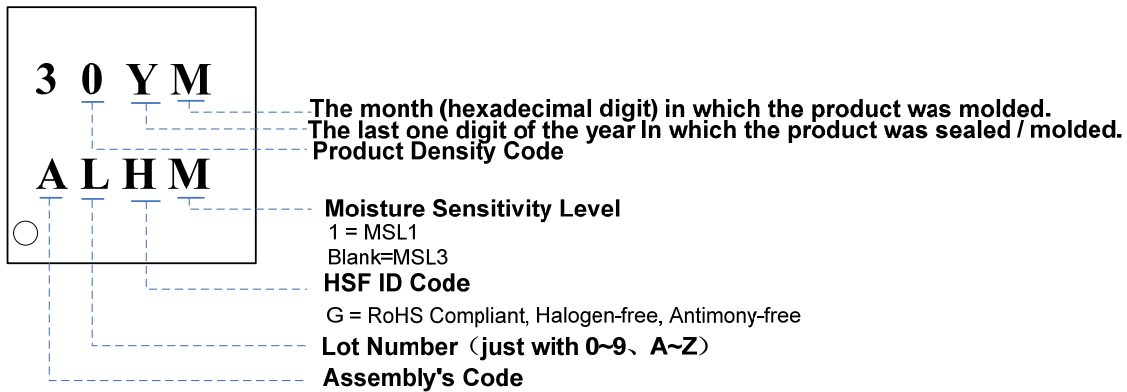 3 0 Y M
The month (hexadecimal digit) in which the product was molded.
The last one digit of the year In which the product was sealed / molded.
Product Density Code
A L H M
Moisture Sensitivity Level
1 = MSL1
Blank=MSL3
HSF ID Code
G = RoHS Compliant, Halogen-free, Antimony-free
Lot Number（just with 0~9、A~Z）
Assembly's Code